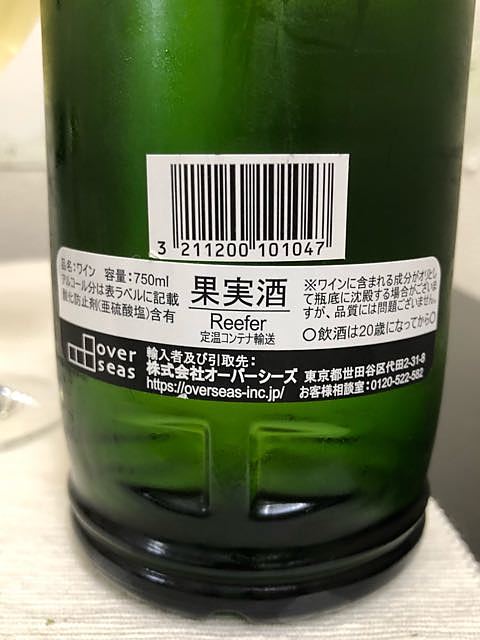 3 211200 101047
品名：ワイン 容量：750ml
アルコール分は表ラベルに記載
酸化防止剤(亜硫酸塩)含有
果実酒
Reefer
定温コンテナ輸送
※ワインに含まれる成分がオリとし
て瓶底に沈殿する場合がございま
すが、品質には問題ございません。
○飲酒は20歳になってから○
over
seas
輸入者及び引取先：
株式会社オーバーシーズ 東京都世田谷区代田2-31-8
https://overseas-inc.jp/ お客様相談室：0120-522-582